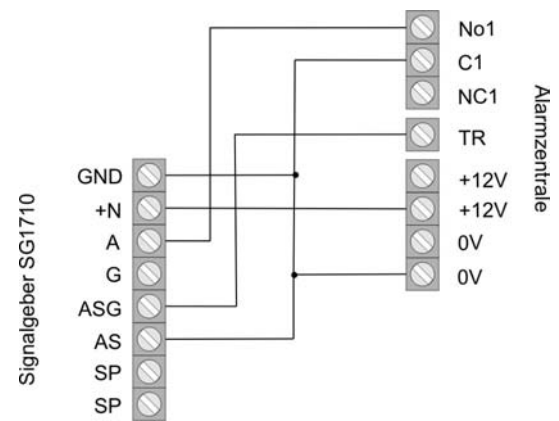 Signalgeber SG1710
GND
+N
A
G
ASG
AS
SP
SP
No1
C1
NC1
TR
+12V
+12V
0V
0V
Alarmzentrale